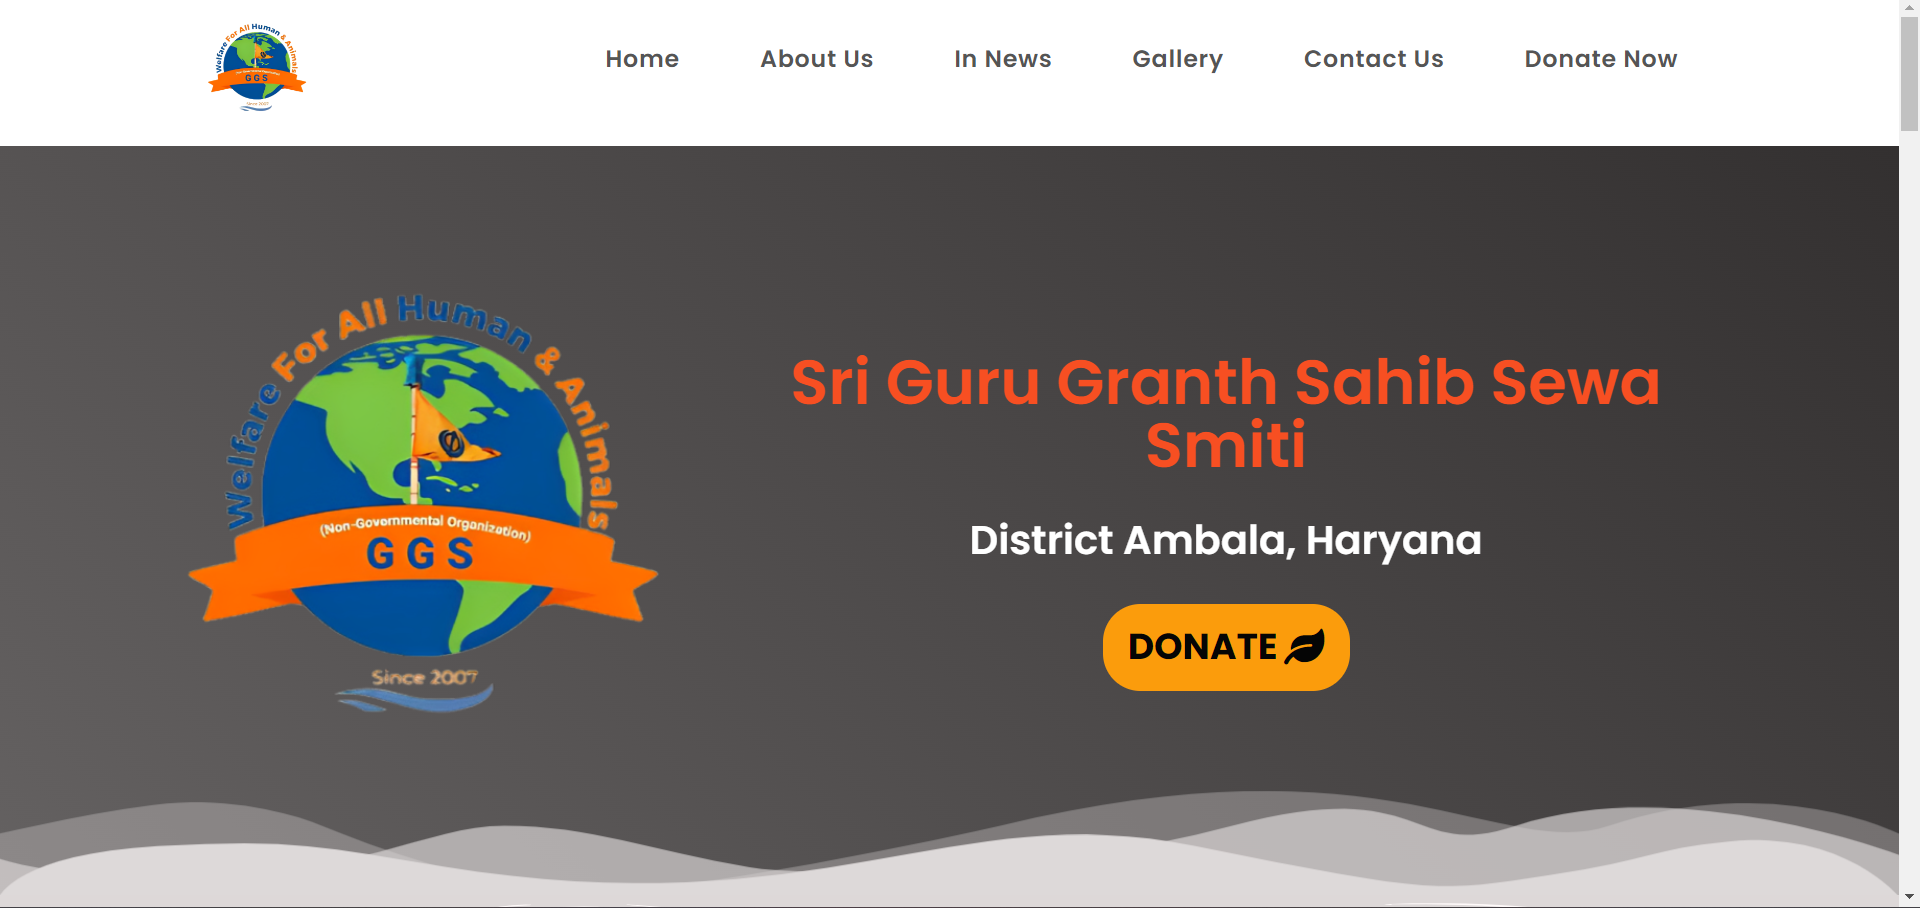 Welfare For All Human & Animals
GGS
Since 2007
Home
About Us
In News
Gallery
Contact Us
Donate Now
Welfare For All Human & Animals
(Non-Governmental Organization)
GGS
Since 2007
Sri Guru Granth Sahib Sewa
Smiti
District Ambala, Haryana
DONATE